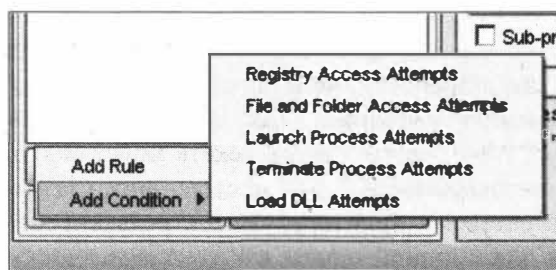 Sub-pr
Registry Access Attempts
File and Folder Access Attempts
Launch Process Attempts
Add Rule
Terminate Process Attempts
Add Condition
Load DLL Attempts